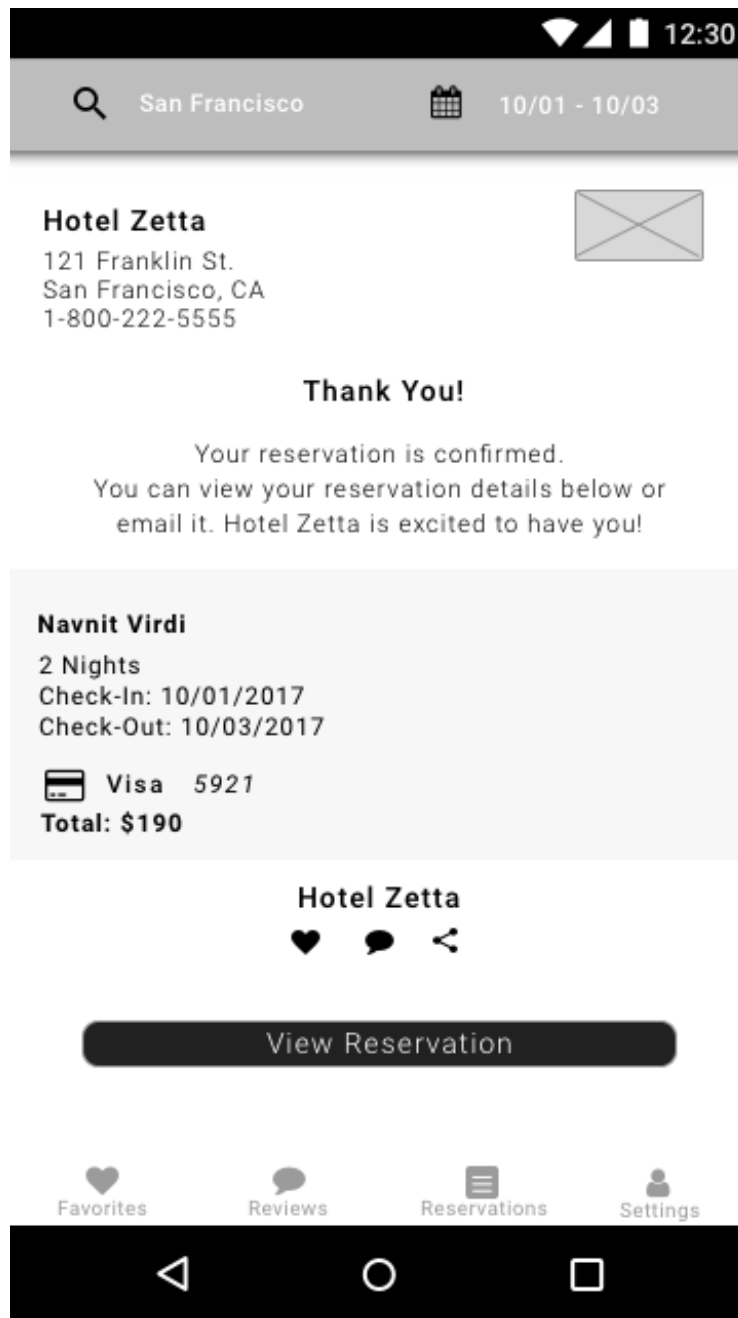 12:30
San Francisco 10/01 - 10/03
Hotel Zetta
121 Franklin St.
San Francisco, CA
1-800-222-5555
Thank You!
Your reservation is confirmed.
You can view your reservation details below or
email it. Hotel Zetta is excited to have you!
Navnit Virdi
2 Nights
Check-In: 10/01/2017
Check-Out: 10/03/2017
Visa 5921
Total: $190
Hotel Zetta
View Reservation
Favorites Reviews Reservations Settings